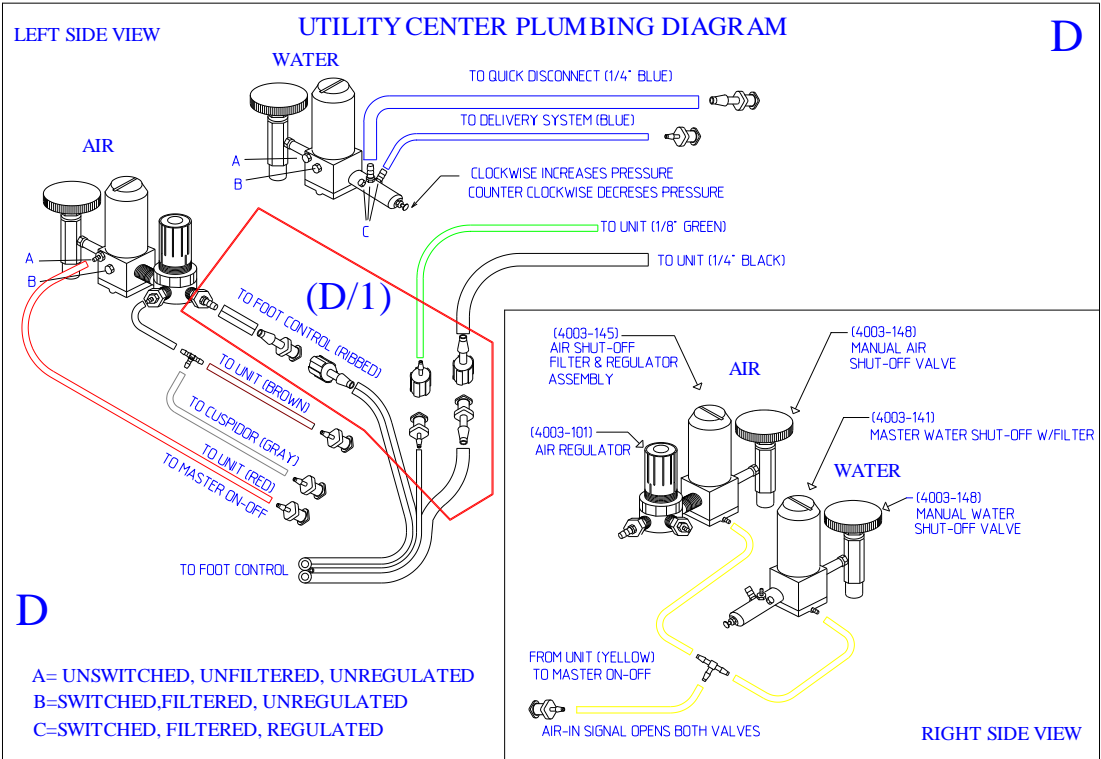 UTILITY CENTER PLUMBING DIAGRAM
LEFT SIDE VIEW
D
WATER
TO QUICK DISCONNECT (1/4" BLUE)
TO DELIVERY SYSTEM (BLUE)
AIR
A
B
C
CLOCKWISE INCREASES PRESSURE
COUNTER CLOCKWISE DECRESES PRESSURE
TO UNIT (1/8" GREEN)
TO UNIT (1/4" BLACK)
A
B
(D/1)
TO FOOT CONTROL (RIBBED)
TO UNIT (BROWN)
TO CUSPIDOR (GRAY)
TO UNIT (RED)
TO MASTER ON-OFF
TO FOOT CONTROL
D
A= UNSWITCHED, UNFILTERED, UNREGULATED
B=SWITCHED,FILTERED, UNREGULATED
C=SWITCHED, FILTERED, REGULATED
(4003-145)
AIR SHUT-OFF
FILTER & REGULATOR
ASSEMBLY
AIR
(4003-148)
MANUAL AIR
SHUT-OFF VALVE
(4003-101)
AIR REGULATOR
(4003-141)
MASTER WATER SHUT-OFF W/FILTER
WATER
(4003-148)
MANUAL WATER
SHUT-OFF VALVE
FROM UNIT (YELLOW)
TO MASTER ON-OFF
AIR-IN SIGNAL OPENS BOTH VALVES
RIGHT SIDE VIEW